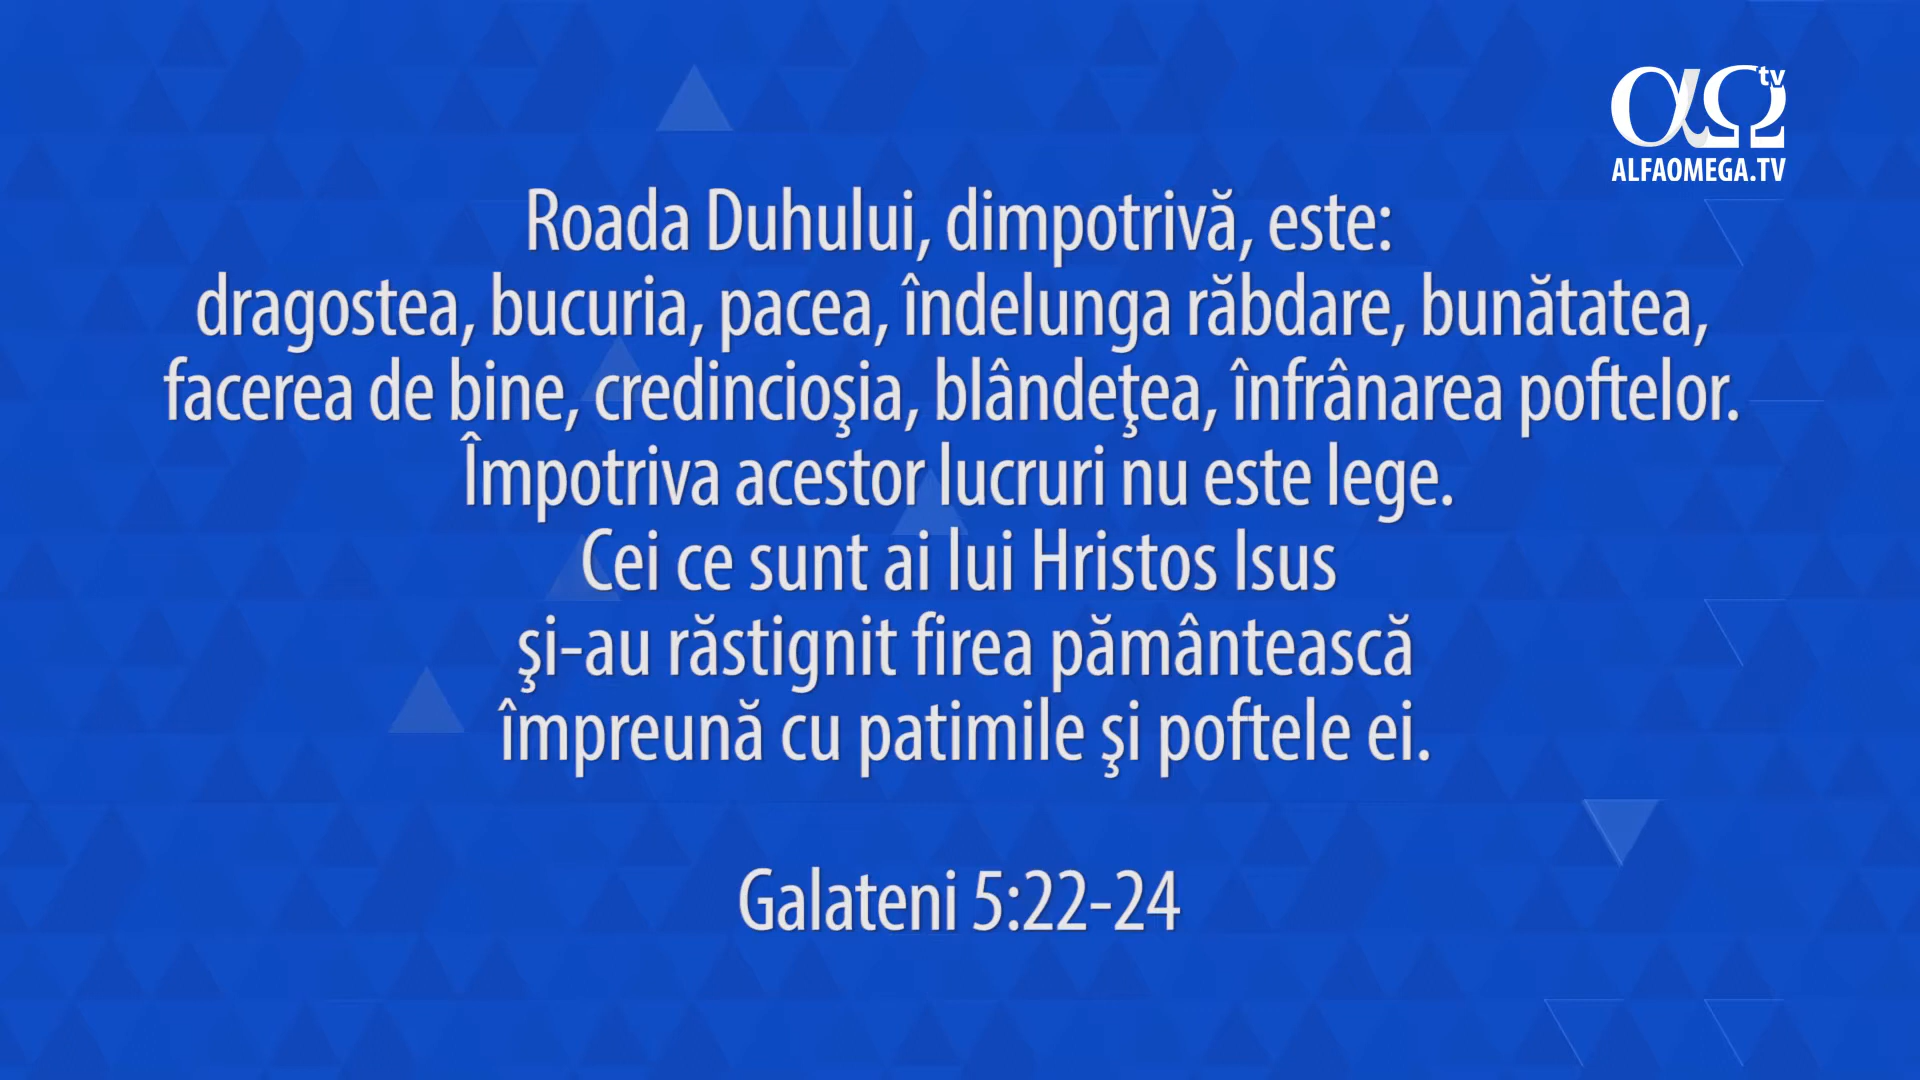 αΩ tv
ALFAOMEGA.TV
Roada Duhului, dimpotrivă, este:
dragostea, bucuria, pacea, îndelunga răbdare, bunătatea,
facerea de bine, credincioşia, blândeţea, înfrânarea poftelor.
Împotriva acestor lucruri nu este lege.
Cei ce sunt ai lui Hristos Isus
şi-au răstignit firea pământească
împreună cu patimile şi poftele ei.
Galateni 5:22-24